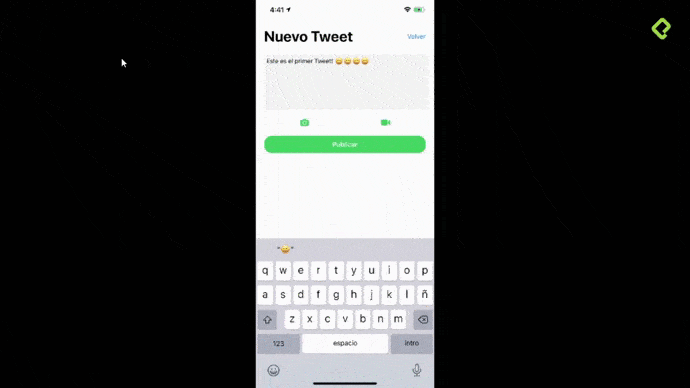 4:41
Nuevo Tweet
Volver
Este es el primer Tweet! 😄😄😄😄
Publicar
"😄"
q w e r t y u i o p
a s d f g h j k l ñ
z x c v b n m
123 espacio intro